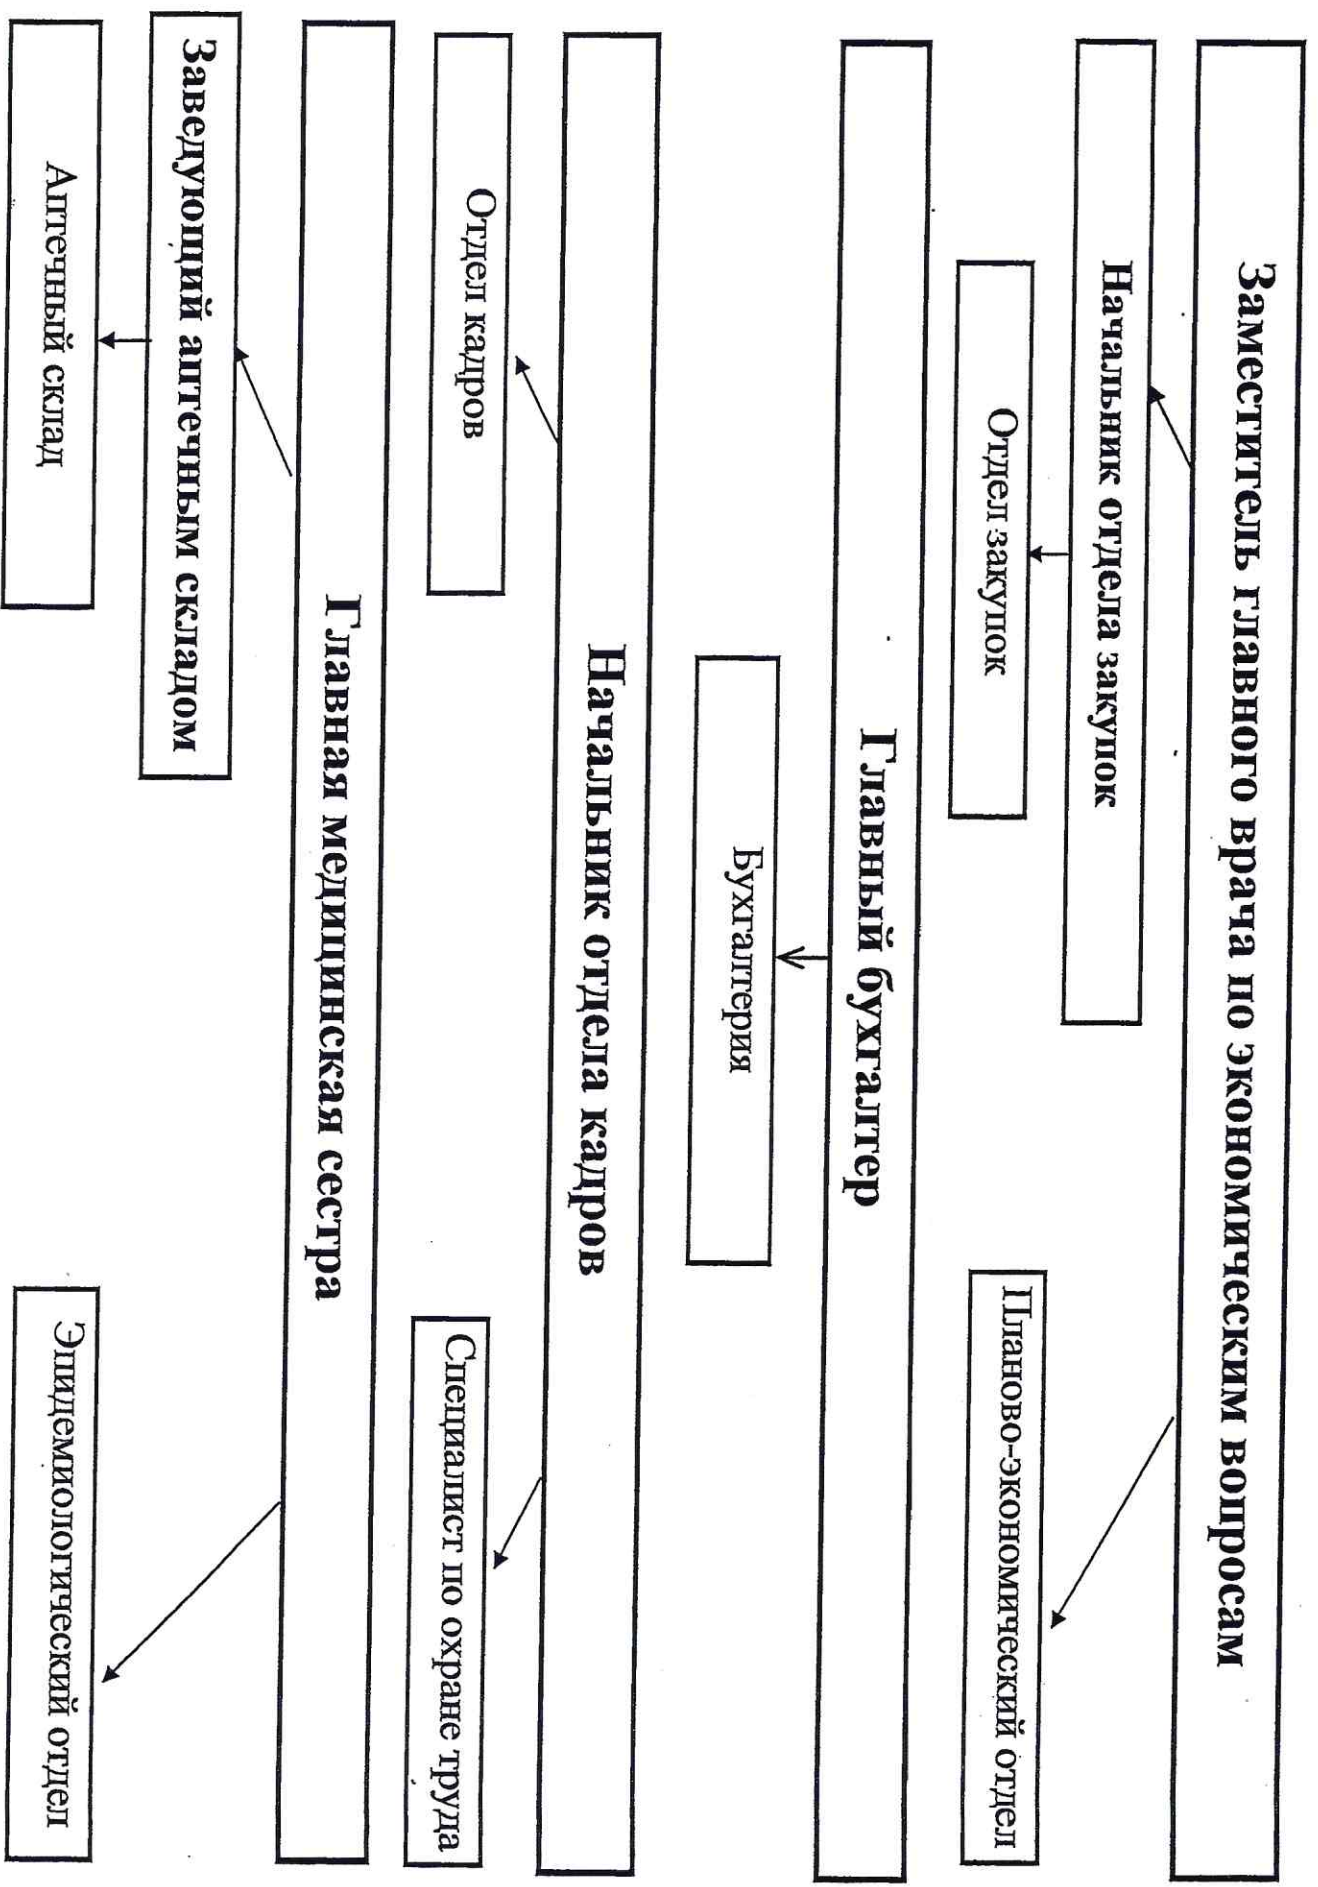 Заместитель главного врача по экономическим вопросам
Начальник отдела закупок
Отдел закупок
Планово-экономический отдел
Главный бухгалтер
Бухгалтерия
Начальник отдела кадров
Отдел кадров
Специалист по охране труда
Главная медицинская сестра
Заведующий аптечным складом
Аптечный склад
Эпидемиологический отдел